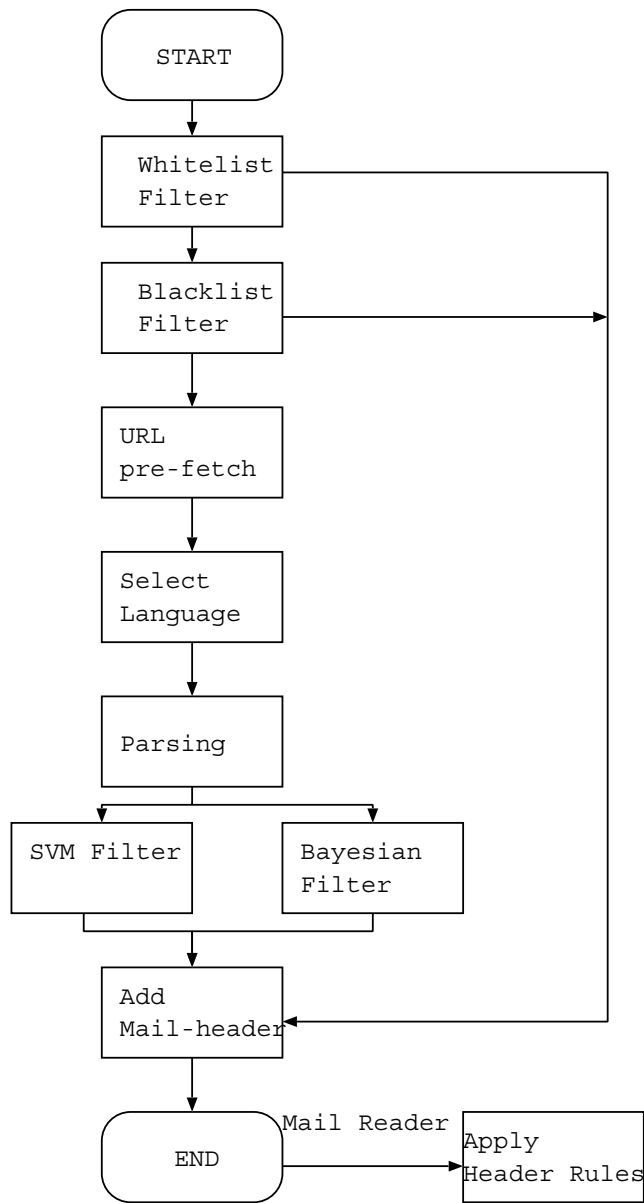 START
Whitelist
Filter
Blacklist
Filter
URL
pre-fetch
Select
Language
Parsing
SVM Filter
Bayesian
Filter
Add
Mail-header
END
Mail Reader
Apply
Header Rules